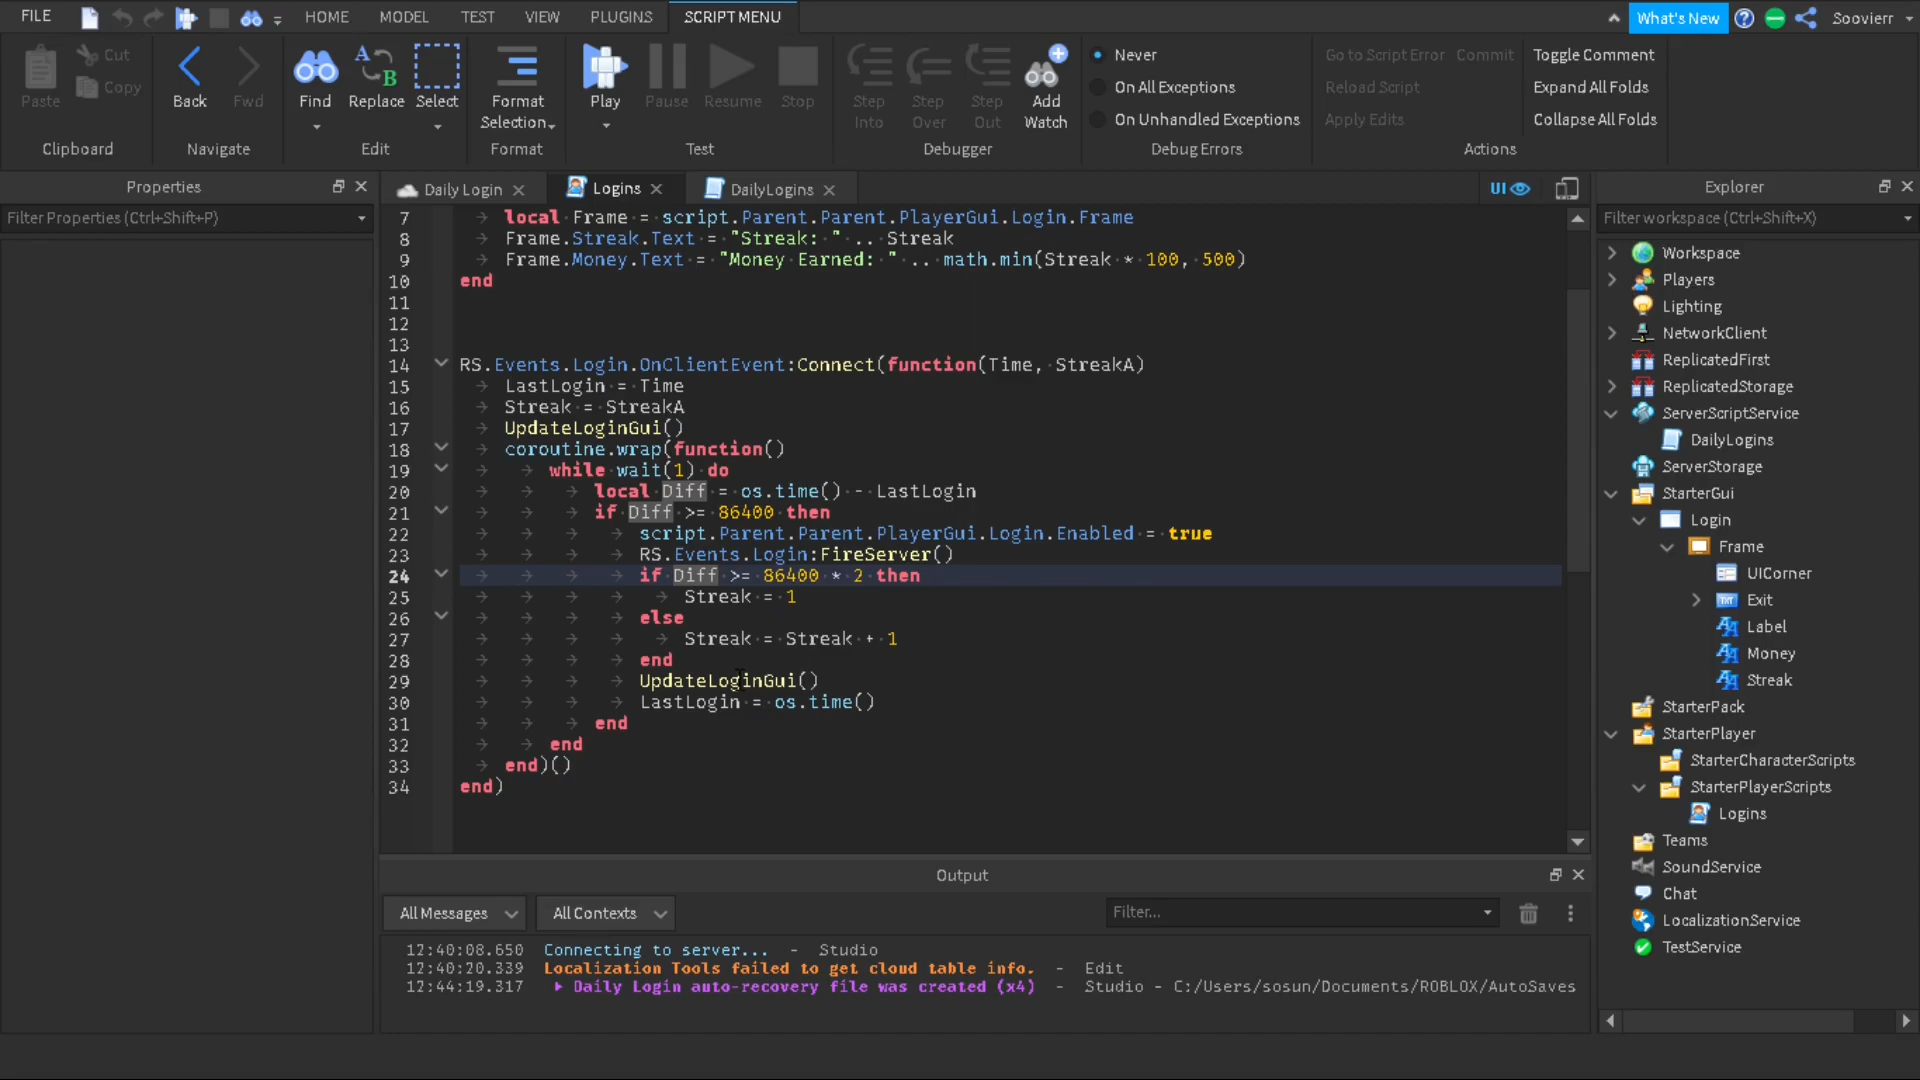 FILE HOME MODEL TEST VIEW PLUGINS SCRIPT MENU What's New Soovierr
Paste Cut Copy Back Fwd Find Replace Select Format Selection Play Pause Resume Stop Step Into Step Over Step Out Add Watch Never On All Exceptions On Unhandled Exceptions Go to Script Error Commit Reload Script Apply Edits Toggle Comment Expand All Folds Collapse All Folds
Clipboard Navigate Edit Format Test Debugger Debug Errors Actions
Properties
Filter Properties (Ctrl+Shift+P)
Daily Login Logins DailyLogins UI
7 local Frame = script.Parent.Parent.PlayerGui.Login.Frame
8 Frame.Streak.Text = "Streak: " .. Streak
9 Frame.Money.Text = "Money Earned: " .. math.min(Streak * 100, 500)
10 end
11
12
13
14 RS.Events.Login.OnClientEvent:Connect(function(Time, StreakA)
15 LastLogin = Time
16 Streak = StreakA
17 UpdateLoginGui()
18 coroutine.wrap(function()
19 while wait(1) do
20 local Diff = os.time() - LastLogin
21 if Diff >= 86400 then
22 script.Parent.Parent.PlayerGui.Login.Enabled = true
23 RS.Events.Login:FireServer()
24 if Diff >= 86400 * 2 then
25 Streak = 1
26 else
27 Streak = Streak + 1
28 end
29 UpdateLoginGui()
30 LastLogin = os.time()
31 end
32 end
33 end)()
34 end)
Output
All Messages All Contexts Filter...
12:40:08.650 Connecting to server... - Studio
12:40:20.339 Localization Tools failed to get cloud table info. - Edit
12:44:19.317 Daily Login auto-recovery file was created (x4) - Studio - C:/Users/sosun/Documents/ROBLOX/AutoSaves
Explorer
Filter workspace (Ctrl+Shift+X)
Workspace
Players
Lighting
NetworkClient
ReplicatedFirst
ReplicatedStorage
ServerScriptService
DailyLogins
ServerStorage
StarterGui
Login
Frame
UICorner
TXT Exit
Label
Money
Streak
StarterPack
StarterPlayer
StarterCharacterScripts
StarterPlayerScripts
Logins
Teams
SoundService
Chat
LocalizationService
TestService